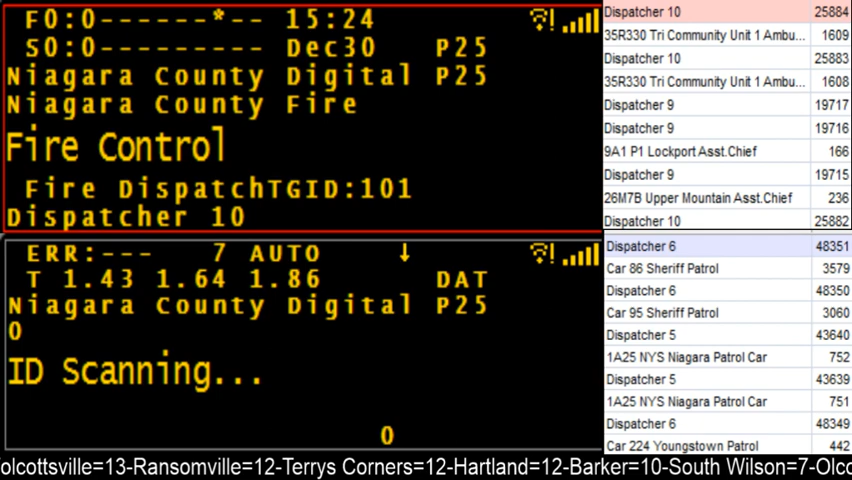 F0:0------*-- 15:24
S0:0--------- Dec30 P25
Niagara County Digital P25
Niagara County Fire
Fire Control
Fire DispatchTGID:101
Dispatcher 10
ERR:--- 7 AUTO ↓
T 1.43 1.64 1.86 DAT
Niagara County Digital P25
0
ID Scanning...
0
Dispatcher 10 25884
35R330 Tri Community Unit 1 Ambu... 1609
Dispatcher 10 25883
35R330 Tri Community Unit 1 Ambu... 1608
Dispatcher 9 19717
Dispatcher 9 19716
9A1 P1 Lockport Asst.Chief 166
Dispatcher 9 19715
26M7B Upper Mountain Asst.Chief 236
Dispatcher 10 25882
Dispatcher 6 48351
Car 86 Sheriff Patrol 3579
Dispatcher 6 48350
Car 95 Sheriff Patrol 3060
Dispatcher 5 43640
1A25 NYS Niagara Patrol Car 752
Dispatcher 5 43639
1A25 NYS Niagara Patrol Car 751
Dispatcher 6 48349
Car 224 Youngstown Patrol 442
olcottsville=13-Ransomville=12-Terrys Corners=12-Hartland=12-Barker=10-South Wilson=7-Olco